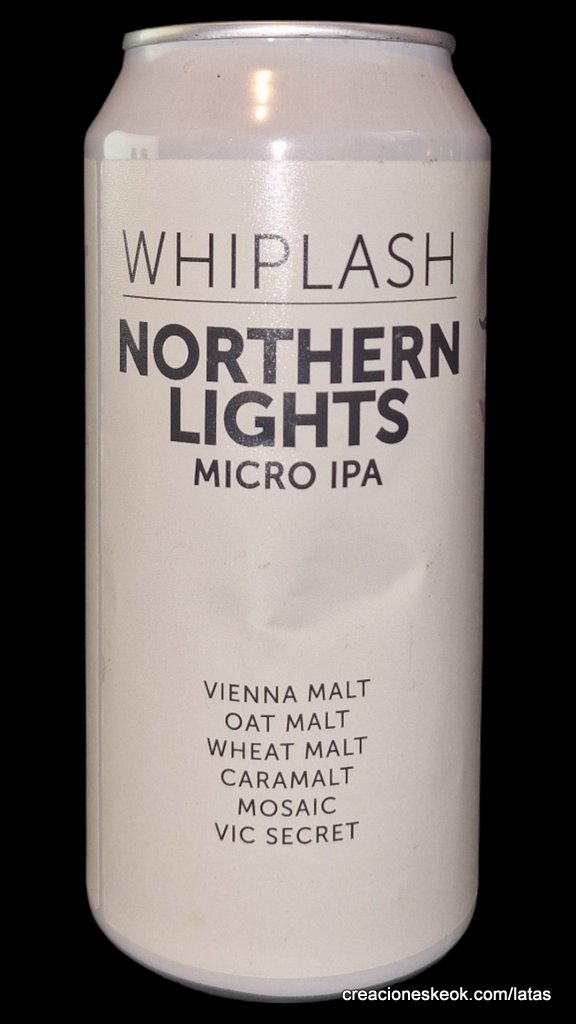 WHIPLASH
NORTHERN
LIGHTS
MICRO IPA
VIENNA MALT
OAT MALT
WHEAT MALT
CARAMALT
MOSAIC
VIC SECRET
creacioneskeok.com/latas